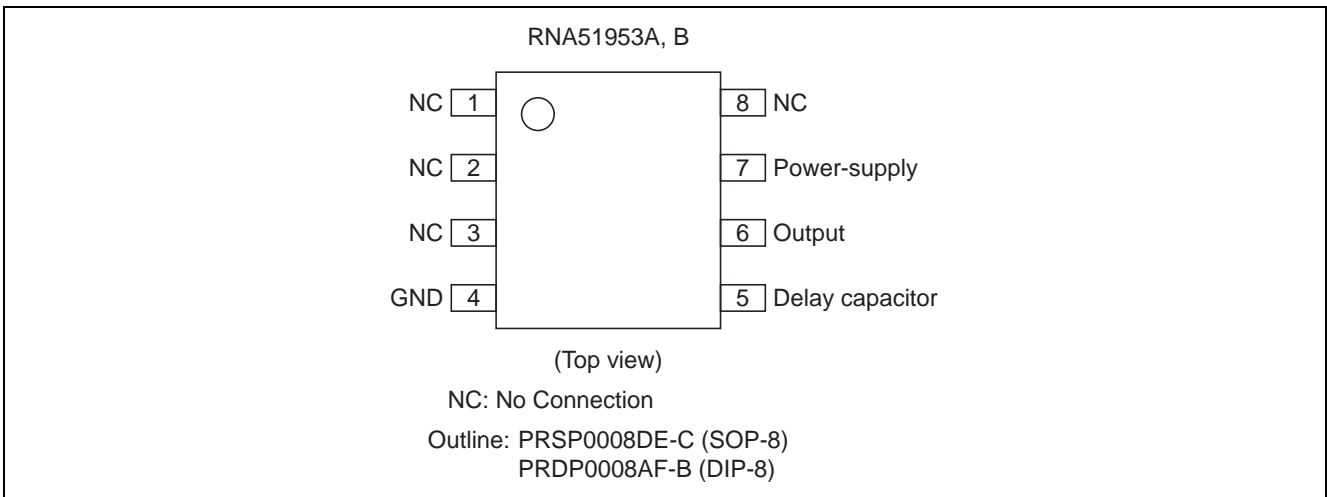 RNA51953A, B
NC 1
8 NC
NC 2
7 Power-supply
NC 3
6 Output
GND 4
5 Delay capacitor
(Top view)
NC: No Connection
Outline: PRSP0008DE-C (SOP-8)
PRDP0008AF-B (DIP-8)